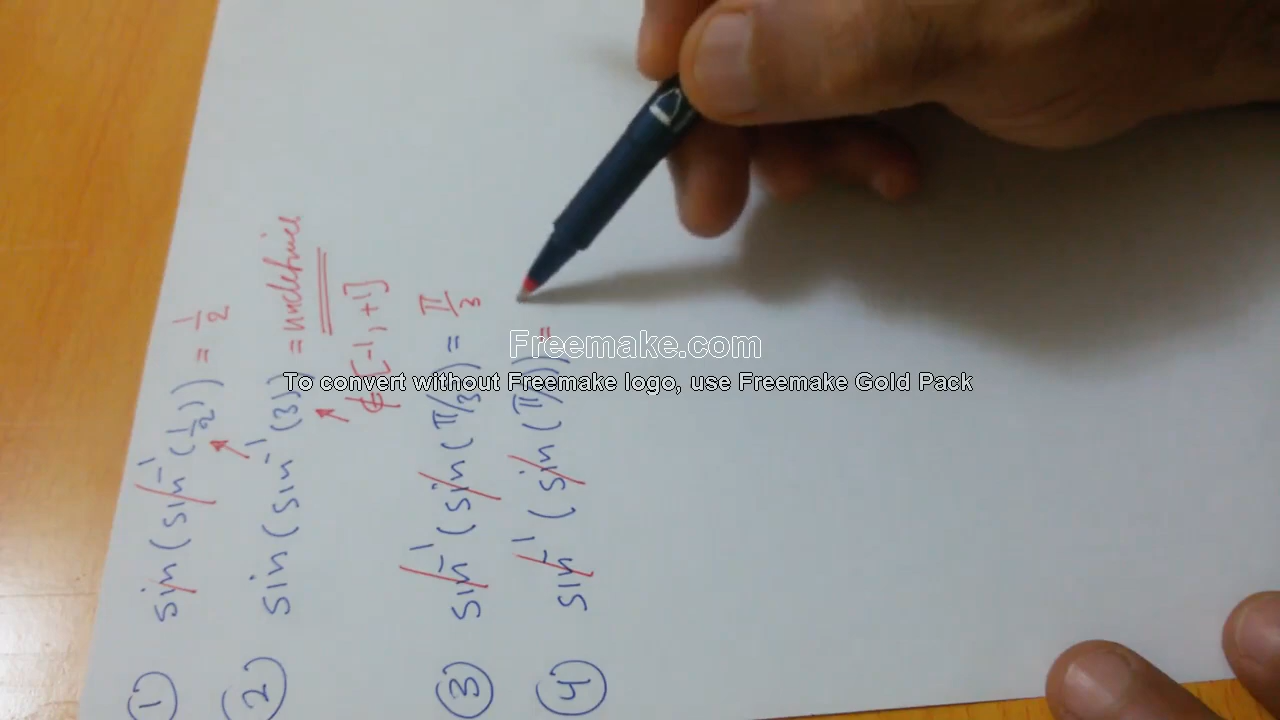 ① sin(sin⁻¹(1/2)) = 1/2
② sin(sin⁻¹(3)) = undefine
∉ [-1, +1]
③ sin⁻¹(sin(π/3)) = π/3
④ sin⁻¹(sin(π/ )) =
Freemake.com
To convert without Freemake logo, use Freemake Gold Pack